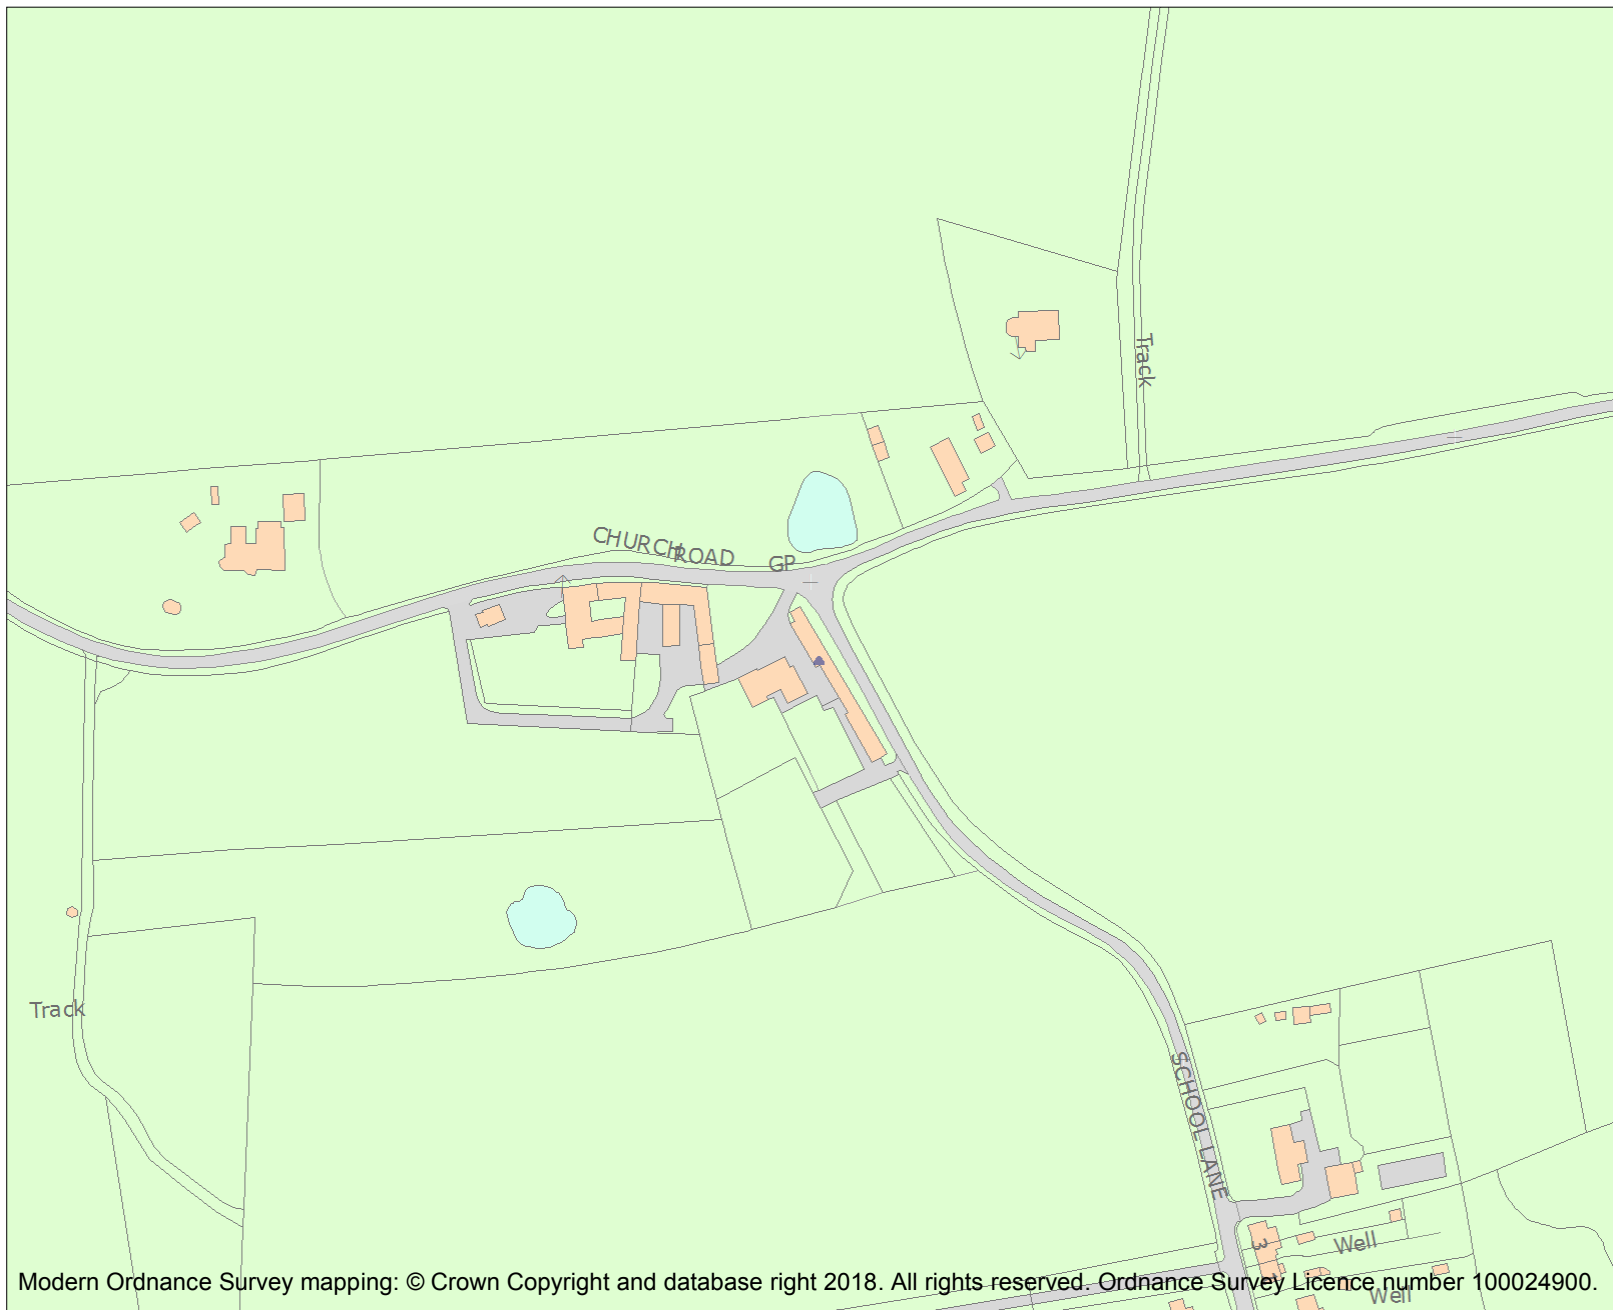 Track
CHURCH ROAD
GP
Track
SCHOOL LANE
3
Well
Modern Ordnance Survey mapping: © Crown Copyright and database right 2018. All rights reserved. Ordnance Survey Licence number 100024900.
Well